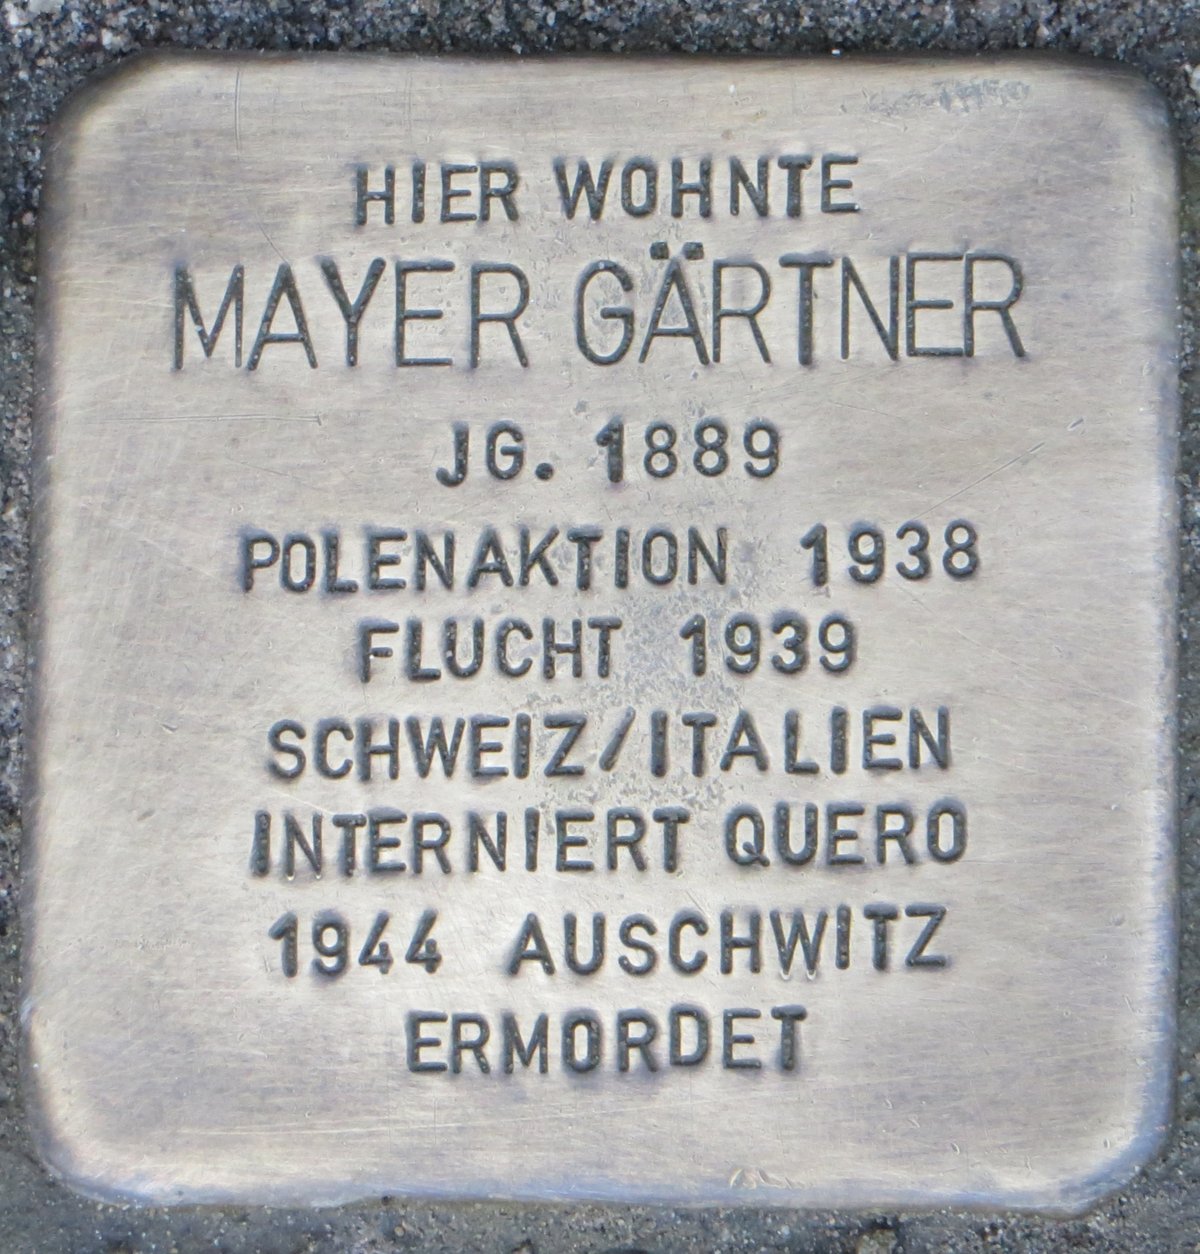 HIER WOHNTE
MAYER GÄRTNER
JG. 1889
POLENAKTION 1938
FLUCHT 1939
SCHWEIZ/ITALIEN
INTERNIERT QUERO
1944 AUSCHWITZ
ERMORDET